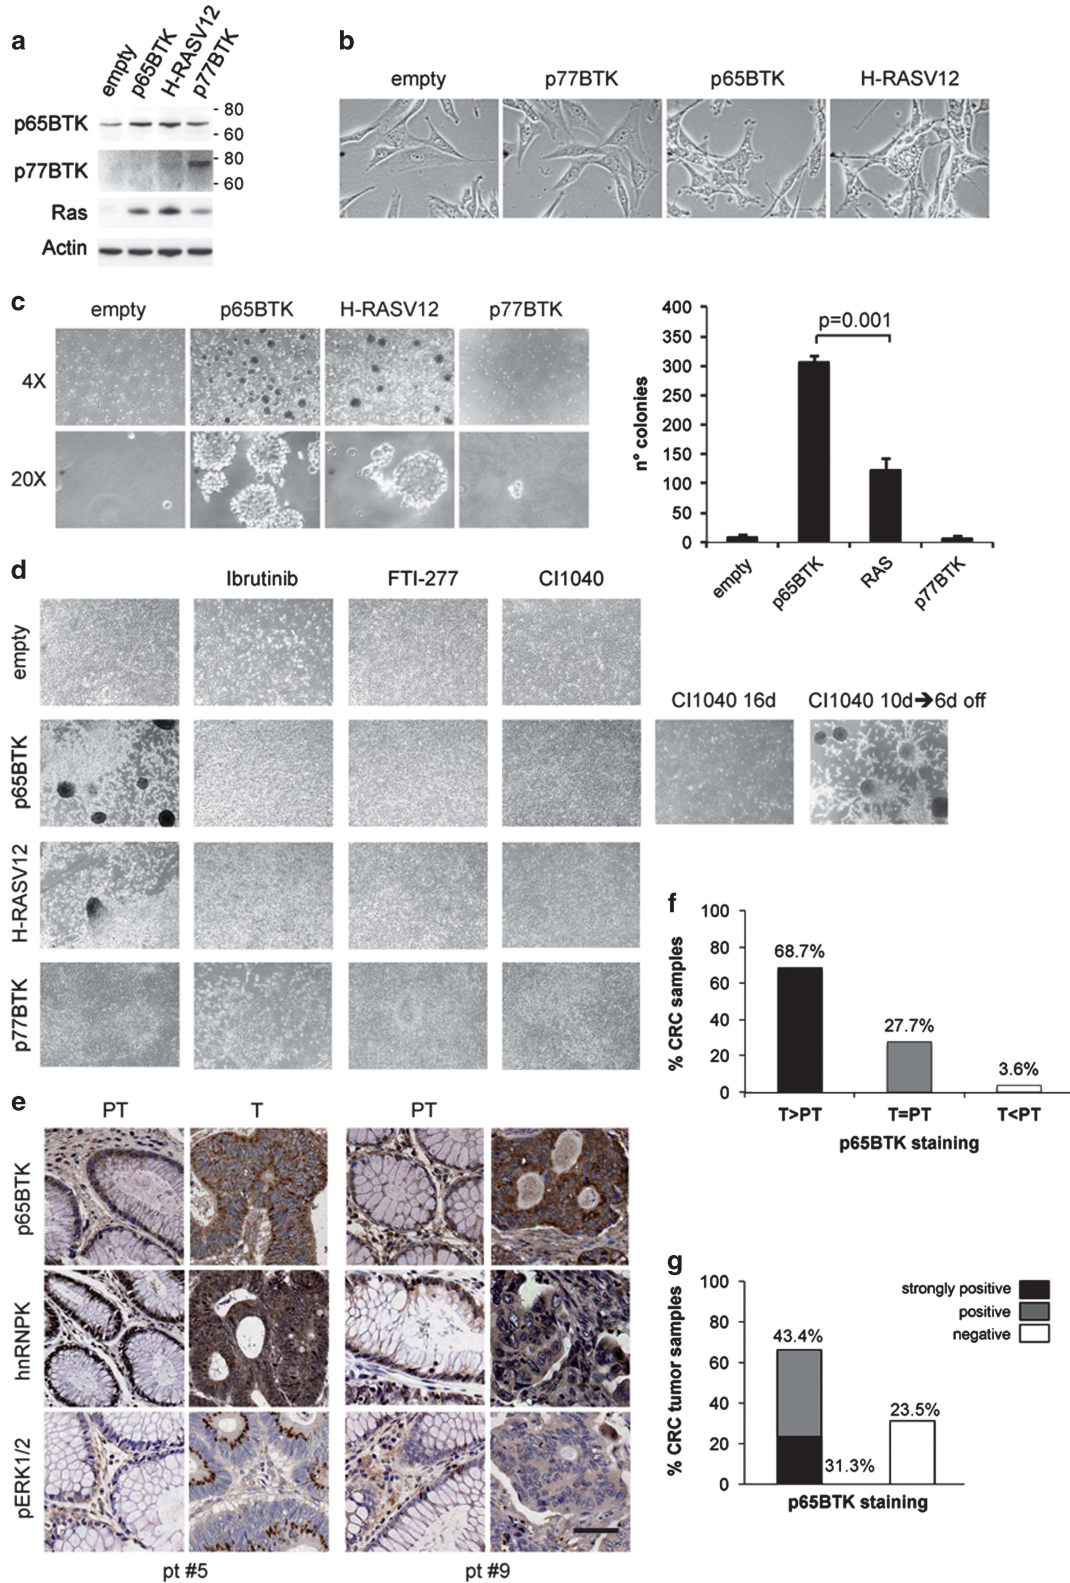 a
empty
p65BTK
H-RASV12
p77BTK
p65BTK
- 80
- 60
p77BTK
- 80
- 60
Ras
Actin
b
empty
p77BTK
p65BTK
H-RASV12
c
empty
p65BTK
H-RASV12
p77BTK
4X
20X
n° colonies
400
350
300
250
200
150
100
50
0
p=0.001
empty
p65BTK
RAS
p77BTK
d
Ibrutinib
FTI-277
CI1040
empty
p65BTK
H-RASV12
p77BTK
CI1040 16d
CI1040 10d➔6d off
e
PT
T
PT
p65BTK
hnRNPK
pERK1/2
pt #5
pt #9
f
% CRC samples
100
80
60
40
20
0
68.7%
27.7%
3.6%
T>PT
T=PT
T<PT
p65BTK staining
g
% CRC tumor samples
100
80
60
40
20
0
strongly positive
positive
negative
43.4%
31.3%
23.5%
p65BTK staining